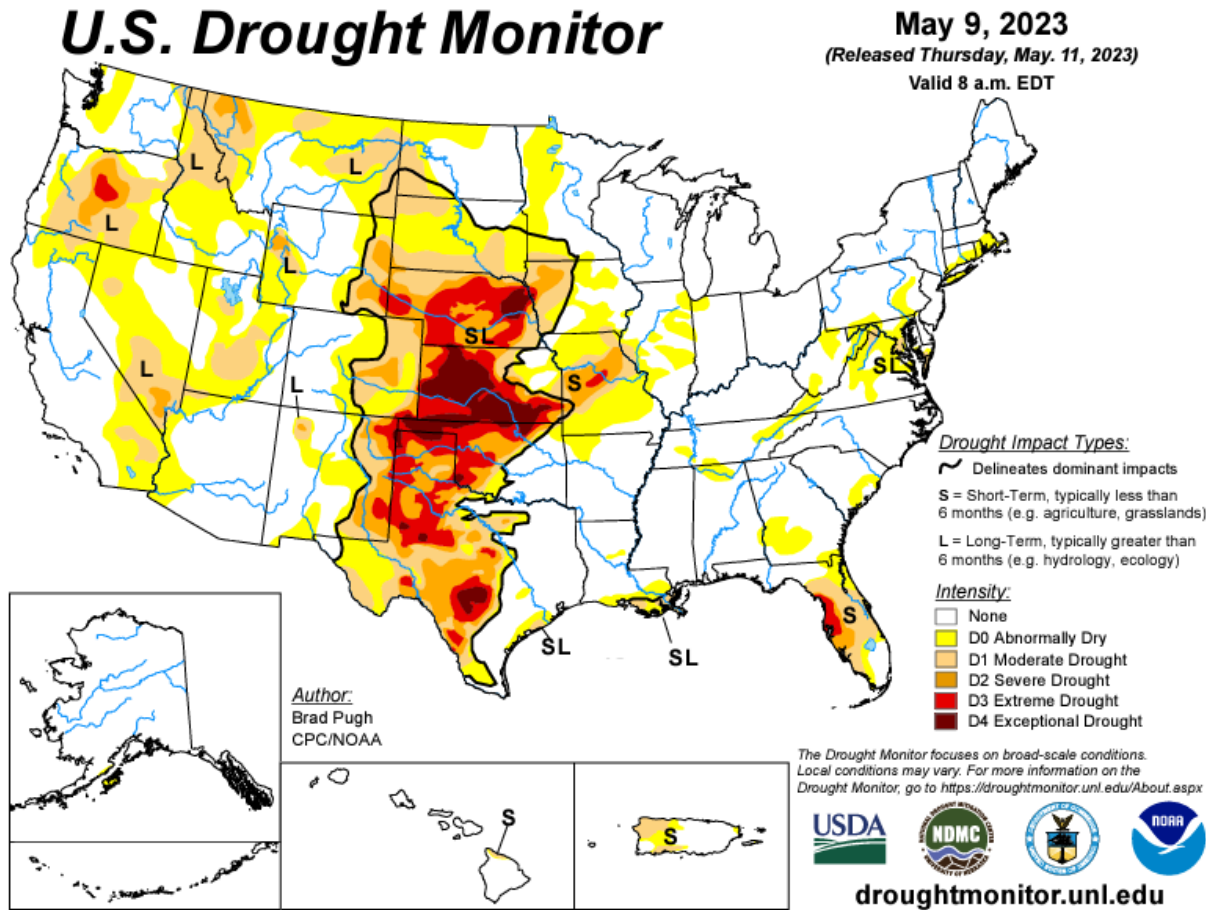 U.S. Drought Monitor
May 9, 2023
(Released Thursday, May. 11, 2023)
Valid 8 a.m. EDT
L
L
L
L
SL
L
S
SL
L
Drought Impact Types:
Delineates dominant impacts
S = Short-Term, typically less than
6 months (e.g. agriculture, grasslands)
L = Long-Term, typically greater than
6 months (e.g. hydrology, ecology)
Intensity:
None
D0 Abnormally Dry
D1 Moderate Drought
D2 Severe Drought
D3 Extreme Drought
D4 Exceptional Drought
S
SL
SL
Author:
Brad Pugh
CPC/NOAA
S
S
The Drought Monitor focuses on broad-scale conditions.
Local conditions may vary. For more information on the
Drought Monitor, go to https://droughtmonitor.unl.edu/About.aspx
USDA
NDMC
NOAA
droughtmonitor.unl.edu